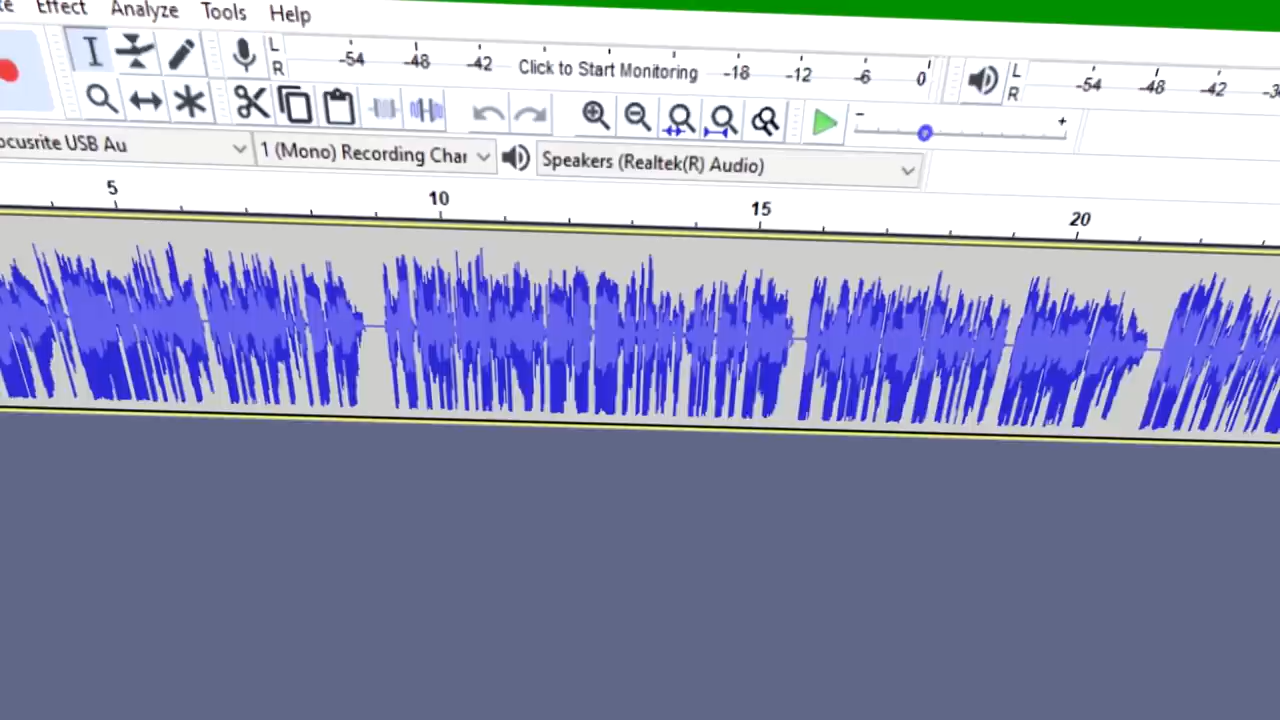 Effect Analyze Tools Help
L
R
-54 -48 -42 Click to Start Monitoring -18 -12 -6 0
L
R
-54 -48 -42
- +
ocusrite USB Au
1 (Mono) Recording Char
Speakers (Realtek(R) Audio)
5 10 15 20